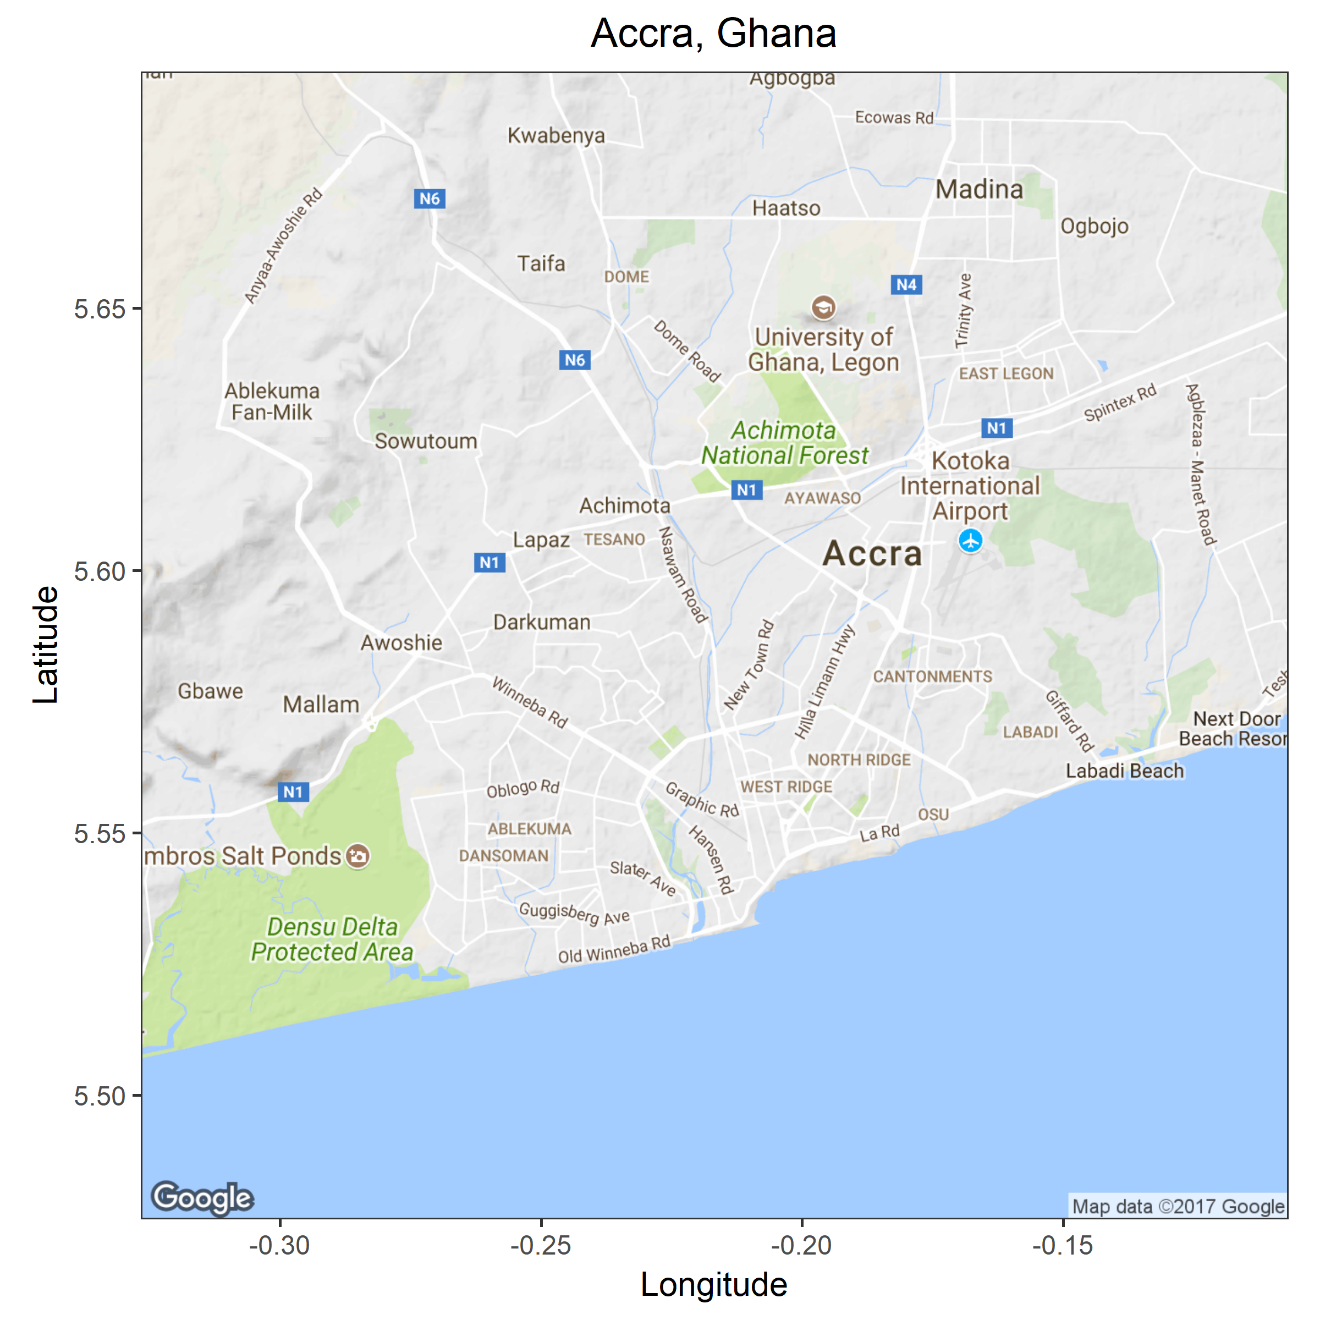 Accra, Ghana
Agbogba
Ecowas Rd
Kwabenya
Madina
N6
Haatso
Anyaa-Awoshie Rd
Ogbojo
Taifa
DOME
N4
Trinity Ave
5.65
University of
Ghana, Legon
Dome Road
N6
EAST LEGON
Ablekuma
Fan-Milk
Spintex Rd
Agblezaa - Manet Road
Sowutoum
Achimota
National Forest
N1
Kotoka
International
Airport
N1
AYAWASO
Achimota
Lapaz
TESANO
Accra
N1
5.60
Nsawam Road
Darkuman
Awoshie
New Town Rd
Hilla Limann Hwy
CANTONMENTS
Gbawe
Mallam
Winneba Rd
Giffard Rd
LABADI
Next Door
Beach Resor
Labadi Beach
NORTH RIDGE
WEST RIDGE
N1
Oblogo Rd
Graphic Rd
OSU
5.55
ABLEKUMA
La Rd
mbros Salt Ponds
DANSOMAN
Hansen Rd
Slater Ave
Guggisberg Ave
Densu Delta
Protected Area
Old Winneba Rd
5.50
Latitude
Google
Map data ©2017 Google
-0.30
-0.25
-0.20
-0.15
Longitude